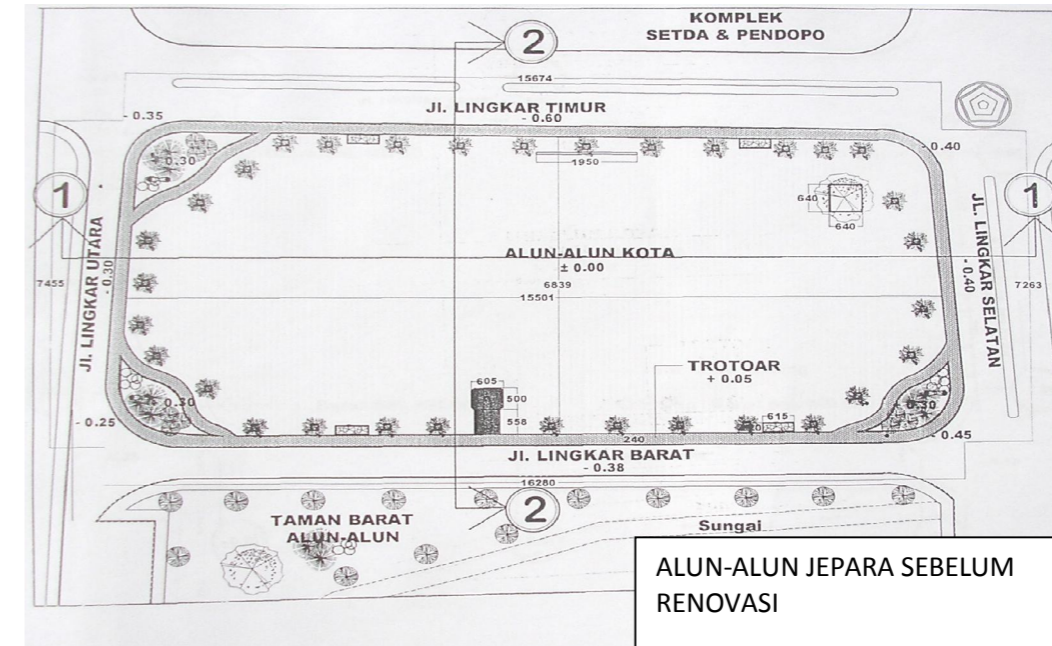 KOMPLEK
SETDA & PENDOPO
2
15674
Jl. LINGKAR TIMUR
- 0.60
- 0.35
- 0.40
0.30
1950
1
1
640
640
Jl. LINGKAR UTARA
- 0.30
7455
ALUN-ALUN KOTA
± 0.00
6839
15501
JL. LINGKAR SELATAN
- 0.40
7263
TROTOAR
+ 0.05
605
500
558
615
0.30
+ 0.30
- 0.25
- 0.45
240
Jl. LINGKAR BARAT
- 0.38
16280
2
TAMAN BARAT
ALUN-ALUN
Sungai
ALUN-ALUN JEPARA SEBELUM
RENOVASI